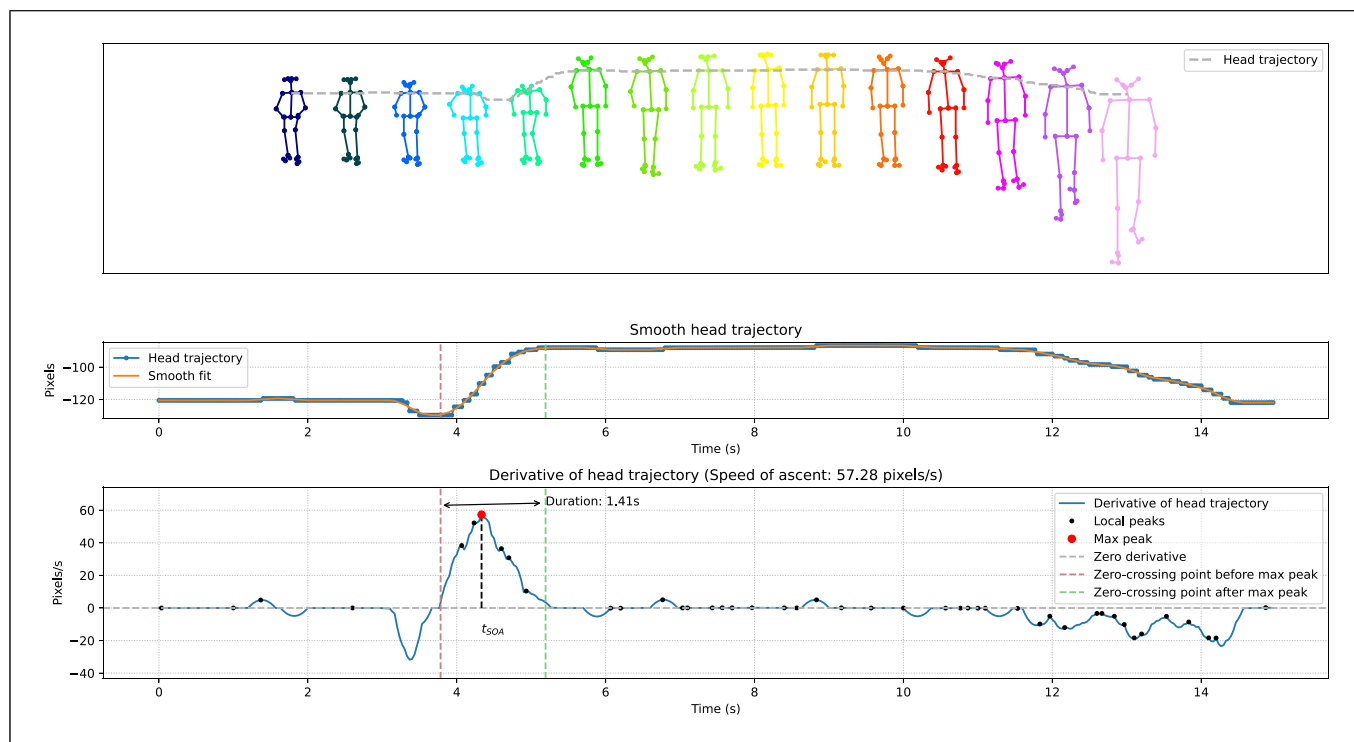 Head trajectory
Smooth head trajectory
Pixels
−100
−120
Head trajectory
Smooth fit
0 2 4 6 8 10 12 14
Time (s)
Derivative of head trajectory (Speed of ascent: 57.28 pixels/s)
Pixels/s
60
40
20
0
−20
−40
Duration: 1.41s
t_SOA
Derivative of head trajectory
Local peaks
Max peak
Zero derivative
Zero-crossing point before max peak
Zero-crossing point after max peak
0 2 4 6 8 10 12 14
Time (s)